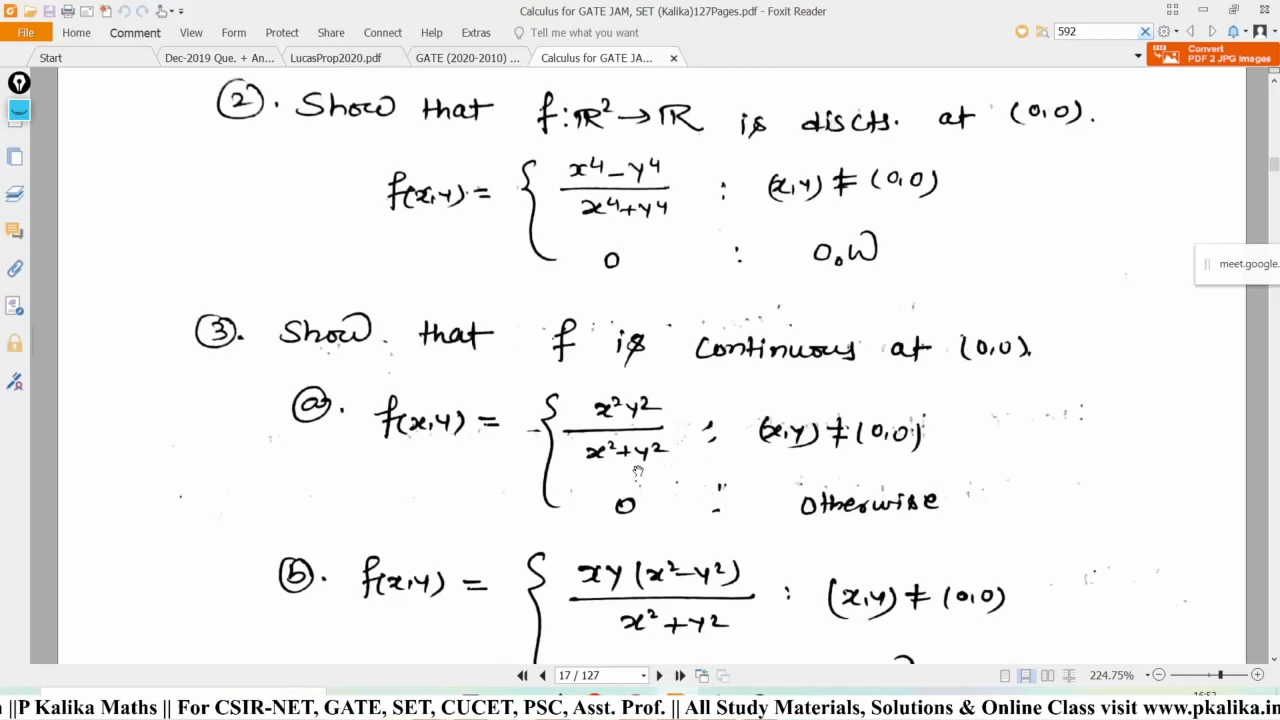 Calculus for GATE JAM, SET (Kalika)127Pages.pdf - Foxit Reader
File Home Comment View Form Protect Share Connect Help Extras Tell me what you want 592
Start Dec-2019 Que. + An... LucasProp2020.pdf GATE (2020-2010) ... Calculus for GATE JA... Convert
PDF 2 JPG Images
②. Show that f:ℝ²→ℝ is discts. at (0,0).
f(x,y) = { x⁴-y⁴ / x⁴+y⁴ : (x,y) ≠ (0,0)
0 : O.W
meet.google.
③. Show that f is continuous at (0,0).
ⓐ. f(x,y) = { x²y² / x²+y² : (x,y) ≠ (0,0)
0 : Otherwise
ⓑ. f(x,y) = { xy(x²-y²) / x²+y² : (x,y) ≠ (0,0)
17 / 127 224.75%
||P Kalika Maths || For CSIR-NET, GATE, SET, CUCET, PSC, Asst. Prof. || All Study Materials, Solutions & Online Class visit www.pkalika.in